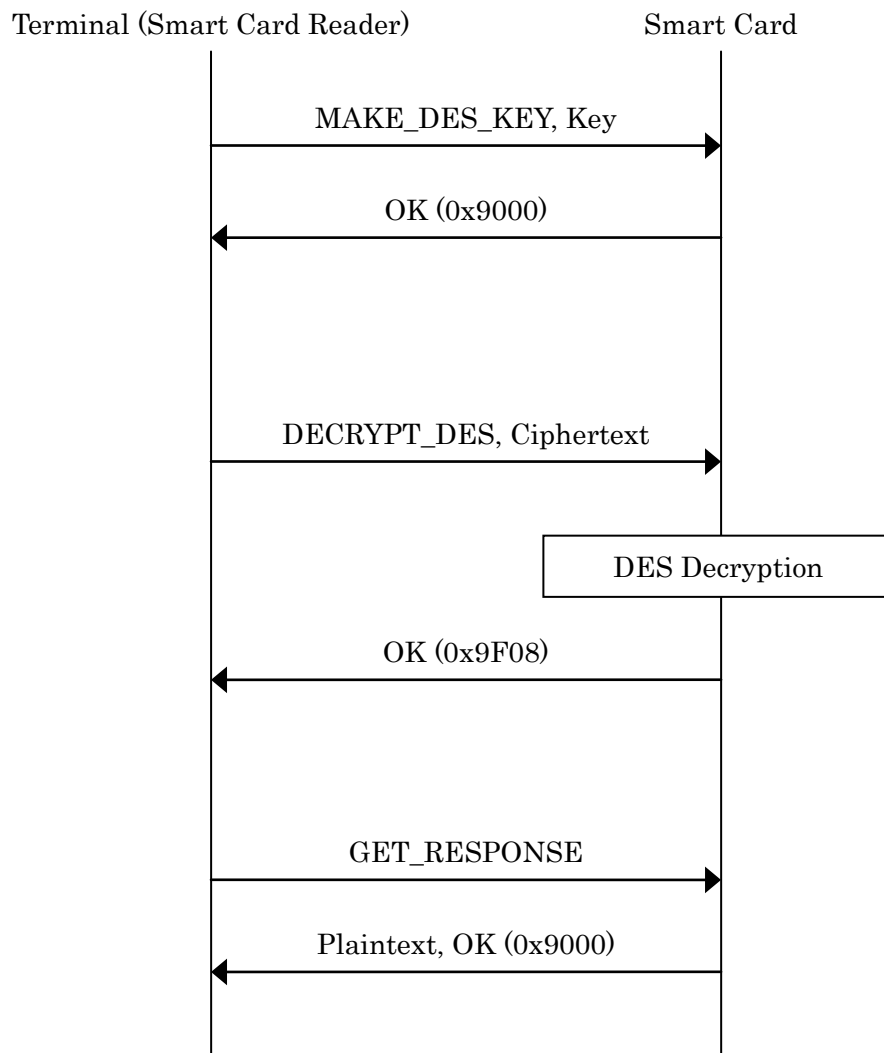 Terminal (Smart Card Reader)
Smart Card
MAKE_DES_KEY, Key
OK (0x9000)
DECRYPT_DES, Ciphertext
DES Decryption
OK (0x9F08)
GET_RESPONSE
Plaintext, OK (0x9000)